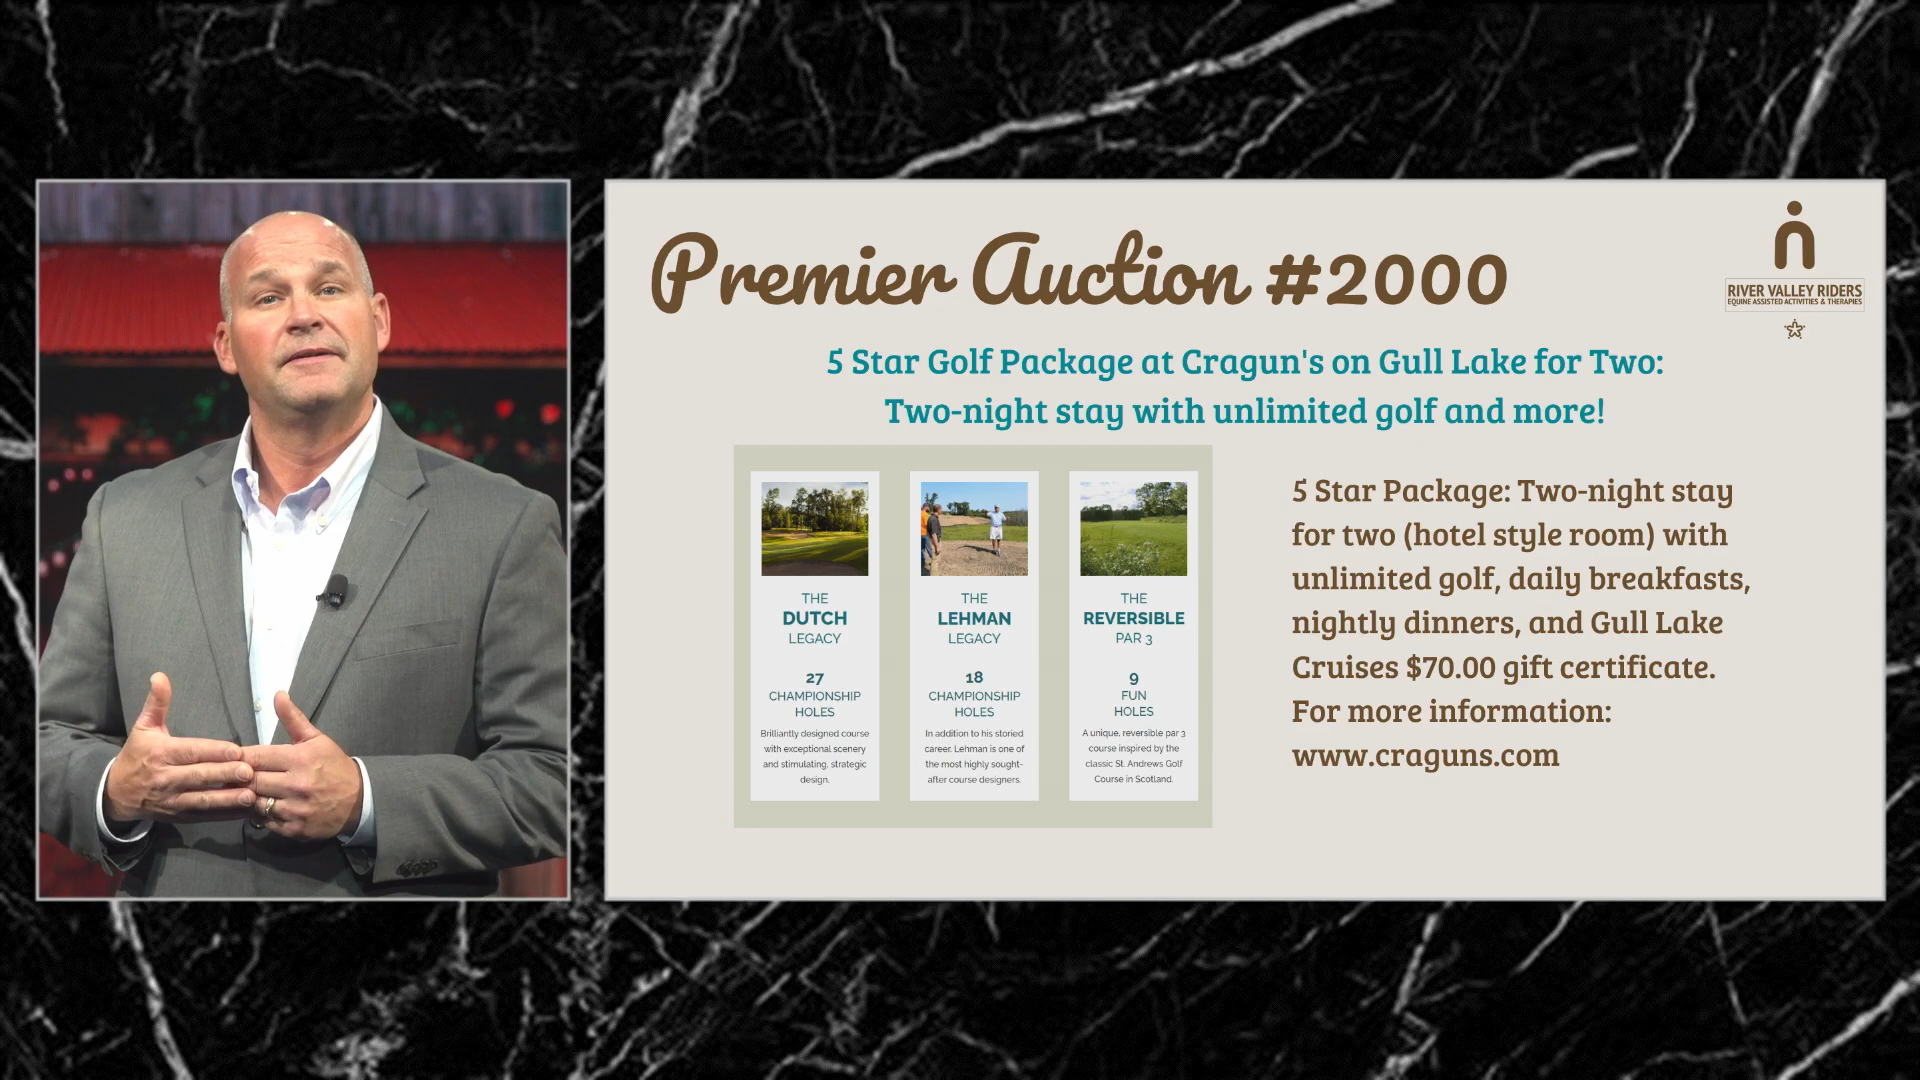 Premier Auction #2000
RIVER VALLEY RIDERS
EQUINE ASSISTED ACTIVITIES & THERAPIES
5 Star Golf Package at Cragun's on Gull Lake for Two:
Two-night stay with unlimited golf and more!
THE
DUTCH
LEGACY
27
CHAMPIONSHIP
HOLES
Brilliantly designed course
with exceptional scenery
and stimulating, strategic
design.
THE
LEHMAN
LEGACY
18
CHAMPIONSHIP
HOLES
In addition to his storied
career, Lehman is one of
the most highly sought-
after course designers.
THE
REVERSIBLE
PAR 3
9
FUN
HOLES
A unique, reversible par 3
course inspired by the
classic St. Andrews Golf
Course in Scotland.
5 Star Package: Two-night stay
for two (hotel style room) with
unlimited golf, daily breakfasts,
nightly dinners, and Gull Lake
Cruises $70.00 gift certificate.
For more information:
www.craguns.com